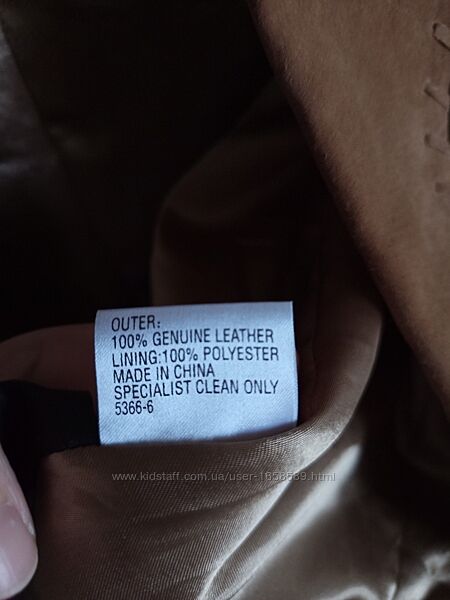 OUTER:
100% GENUINE LEATHER
LINING:100% POLYESTER
MADE IN CHINA
SPECIALIST CLEAN ONLY
5366-6
www.kidstaff.com.ua/user-1658589.html